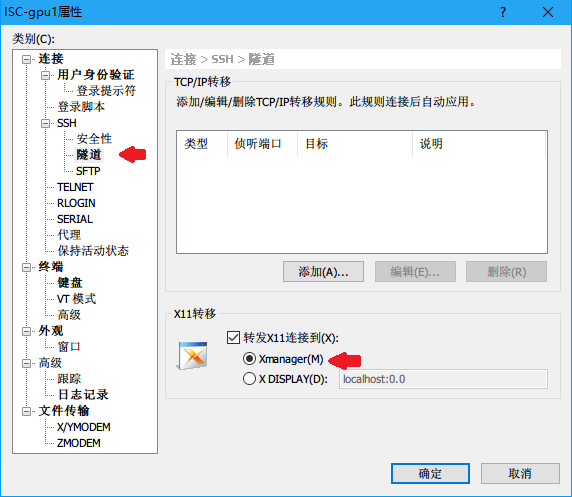 ISC-gpu1属性
类别(C):
连接
用户身份验证
登录提示符
登录脚本
SSH
安全性
隧道
SFTP
TELNET
RLOGIN
SERIAL
代理
保持活动状态
终端
键盘
VT 模式
高级
外观
窗口
高级
跟踪
日志记录
文件传输
X/YMODEM
ZMODEM
连接 > SSH > 隧道
TCP/IP转移
添加/编辑/删除TCP/IP转移规则。此规则连接后自动应用。
类型 侦听端口 目标 说明
添加(A)... 编辑(E)... 删除(R)
X11转移
转发X11连接到(X):
Xmanager(M)
X DISPLAY(D): localhost:0.0
确定 取消